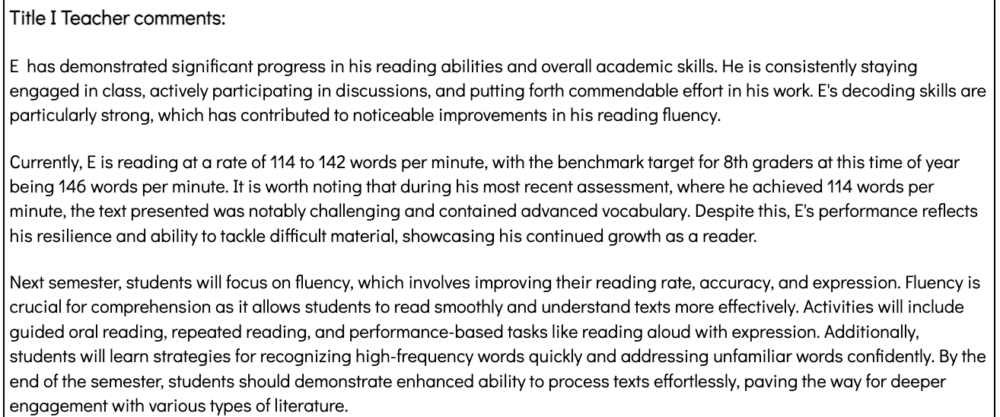 Title I Teacher comments:
E has demonstrated significant progress in his reading abilities and overall academic skills. He is consistently staying
engaged in class, actively participating in discussions, and putting forth commendable effort in his work. E's decoding skills are
particularly strong, which has contributed to noticeable improvements in his reading fluency.
Currently, E is reading at a rate of 114 to 142 words per minute, with the benchmark target for 8th graders at this time of year
being 146 words per minute. It is worth noting that during his most recent assessment, where he achieved 114 words per
minute, the text presented was notably challenging and contained advanced vocabulary. Despite this, E's performance reflects
his resilience and ability to tackle difficult material, showcasing his continued growth as a reader.
Next semester, students will focus on fluency, which involves improving their reading rate, accuracy, and expression. Fluency is
crucial for comprehension as it allows students to read smoothly and understand texts more effectively. Activities will include
guided oral reading, repeated reading, and performance-based tasks like reading aloud with expression. Additionally,
students will learn strategies for recognizing high-frequency words quickly and addressing unfamiliar words confidently. By the
end of the semester, students should demonstrate enhanced ability to process texts effortlessly, paving the way for deeper
engagement with various types of literature.